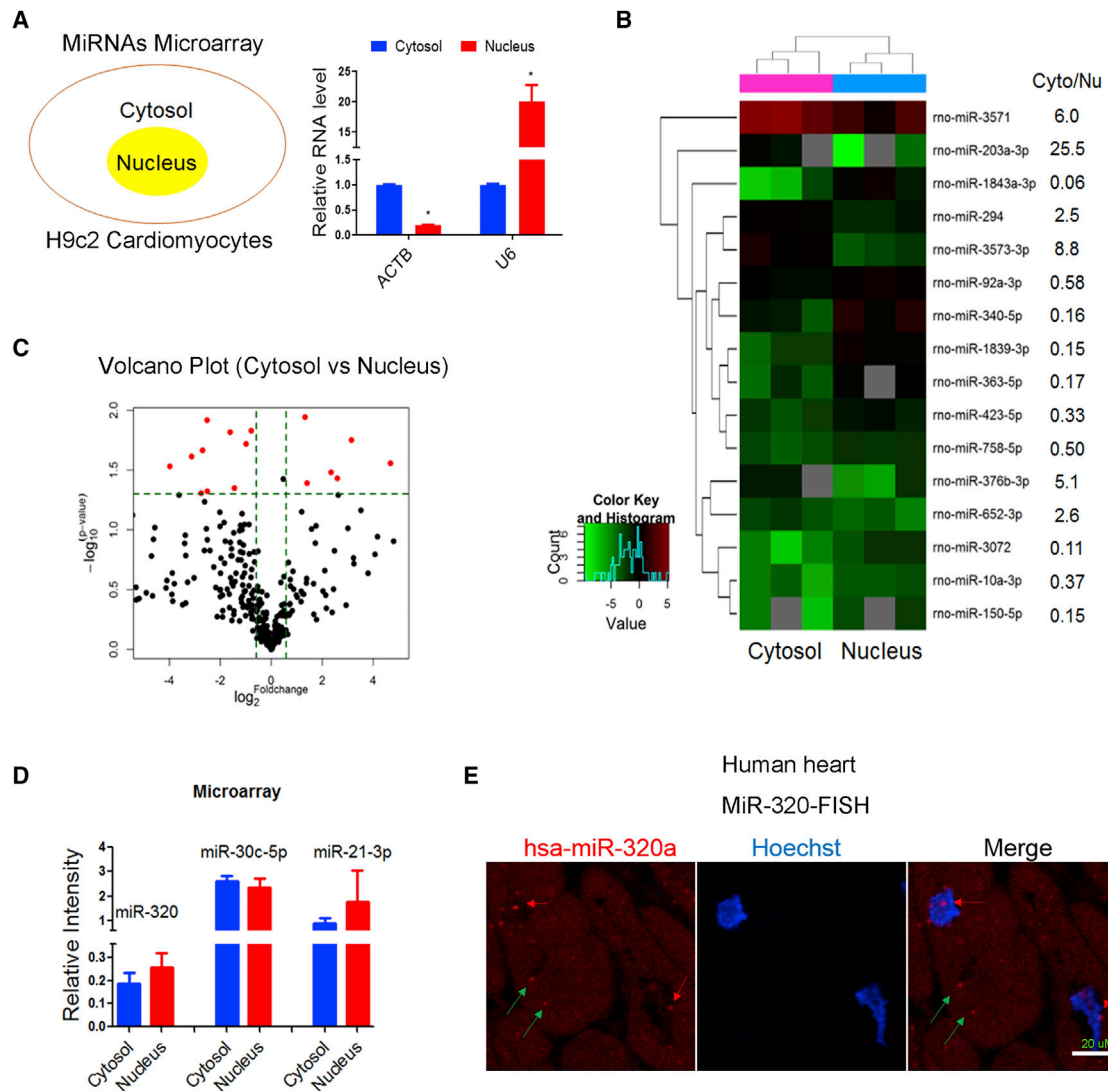 A
MiRNAs Microarray
Cytosol
Nucleus
H9c2 Cardiomyocytes
Cytosol Nucleus
Relative RNA level
25
20
15
10
5
1.0
0.5
0.0
*
*
ACTB
U6
B
Cyto/Nu
rno-miR-3571 6.0
rno-miR-203a-3p 25.5
rno-miR-1843a-3p 0.06
rno-miR-294 2.5
rno-miR-3573-3p 8.8
rno-miR-92a-3p 0.58
rno-miR-340-5p 0.16
rno-miR-1839-3p 0.15
rno-miR-363-5p 0.17
rno-miR-423-5p 0.33
rno-miR-758-5p 0.50
rno-miR-376b-3p 5.1
rno-miR-652-3p 2.6
rno-miR-3072 0.11
rno-miR-10a-3p 0.37
rno-miR-150-5p 0.15
Cytosol Nucleus
Color Key
and Histogram
Count
0 3 6
-5 0 5
Value
C
Volcano Plot (Cytosol vs Nucleus)
-log10(p-value)
2.0
1.5
1.0
0.5
0.0
-4 -2 0 2 4
log2Foldchange
D
Microarray
Relative Intensity
4
3
2
1
0.3
0.2
0.1
0.0
miR-320
miR-30c-5p
miR-21-3p
Cytosol
Nucleus
Cytosol
Nucleus
Cytosol
Nucleus
E
Human heart
MiR-320-FISH
hsa-miR-320a Hoechst Merge
20 uM